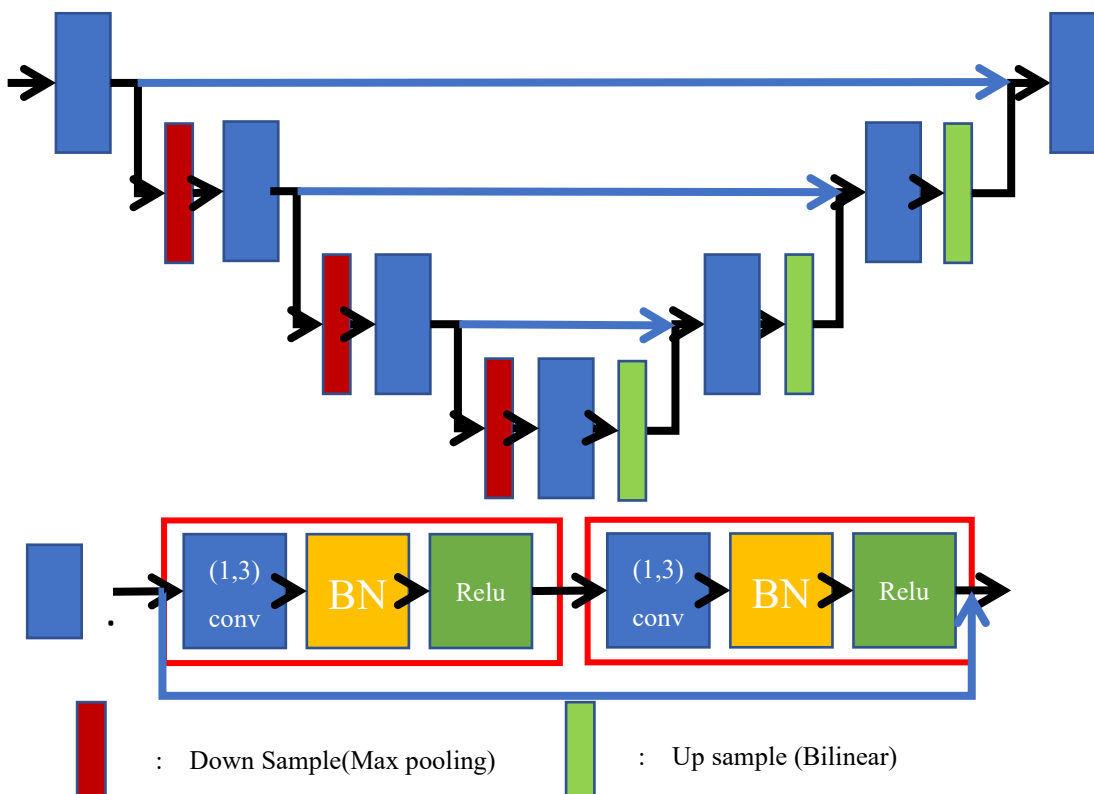 (1,3)
conv
BN
Relu
(1,3)
conv
BN
Relu
.
: Down Sample(Max pooling)
: Up sample (Bilinear)